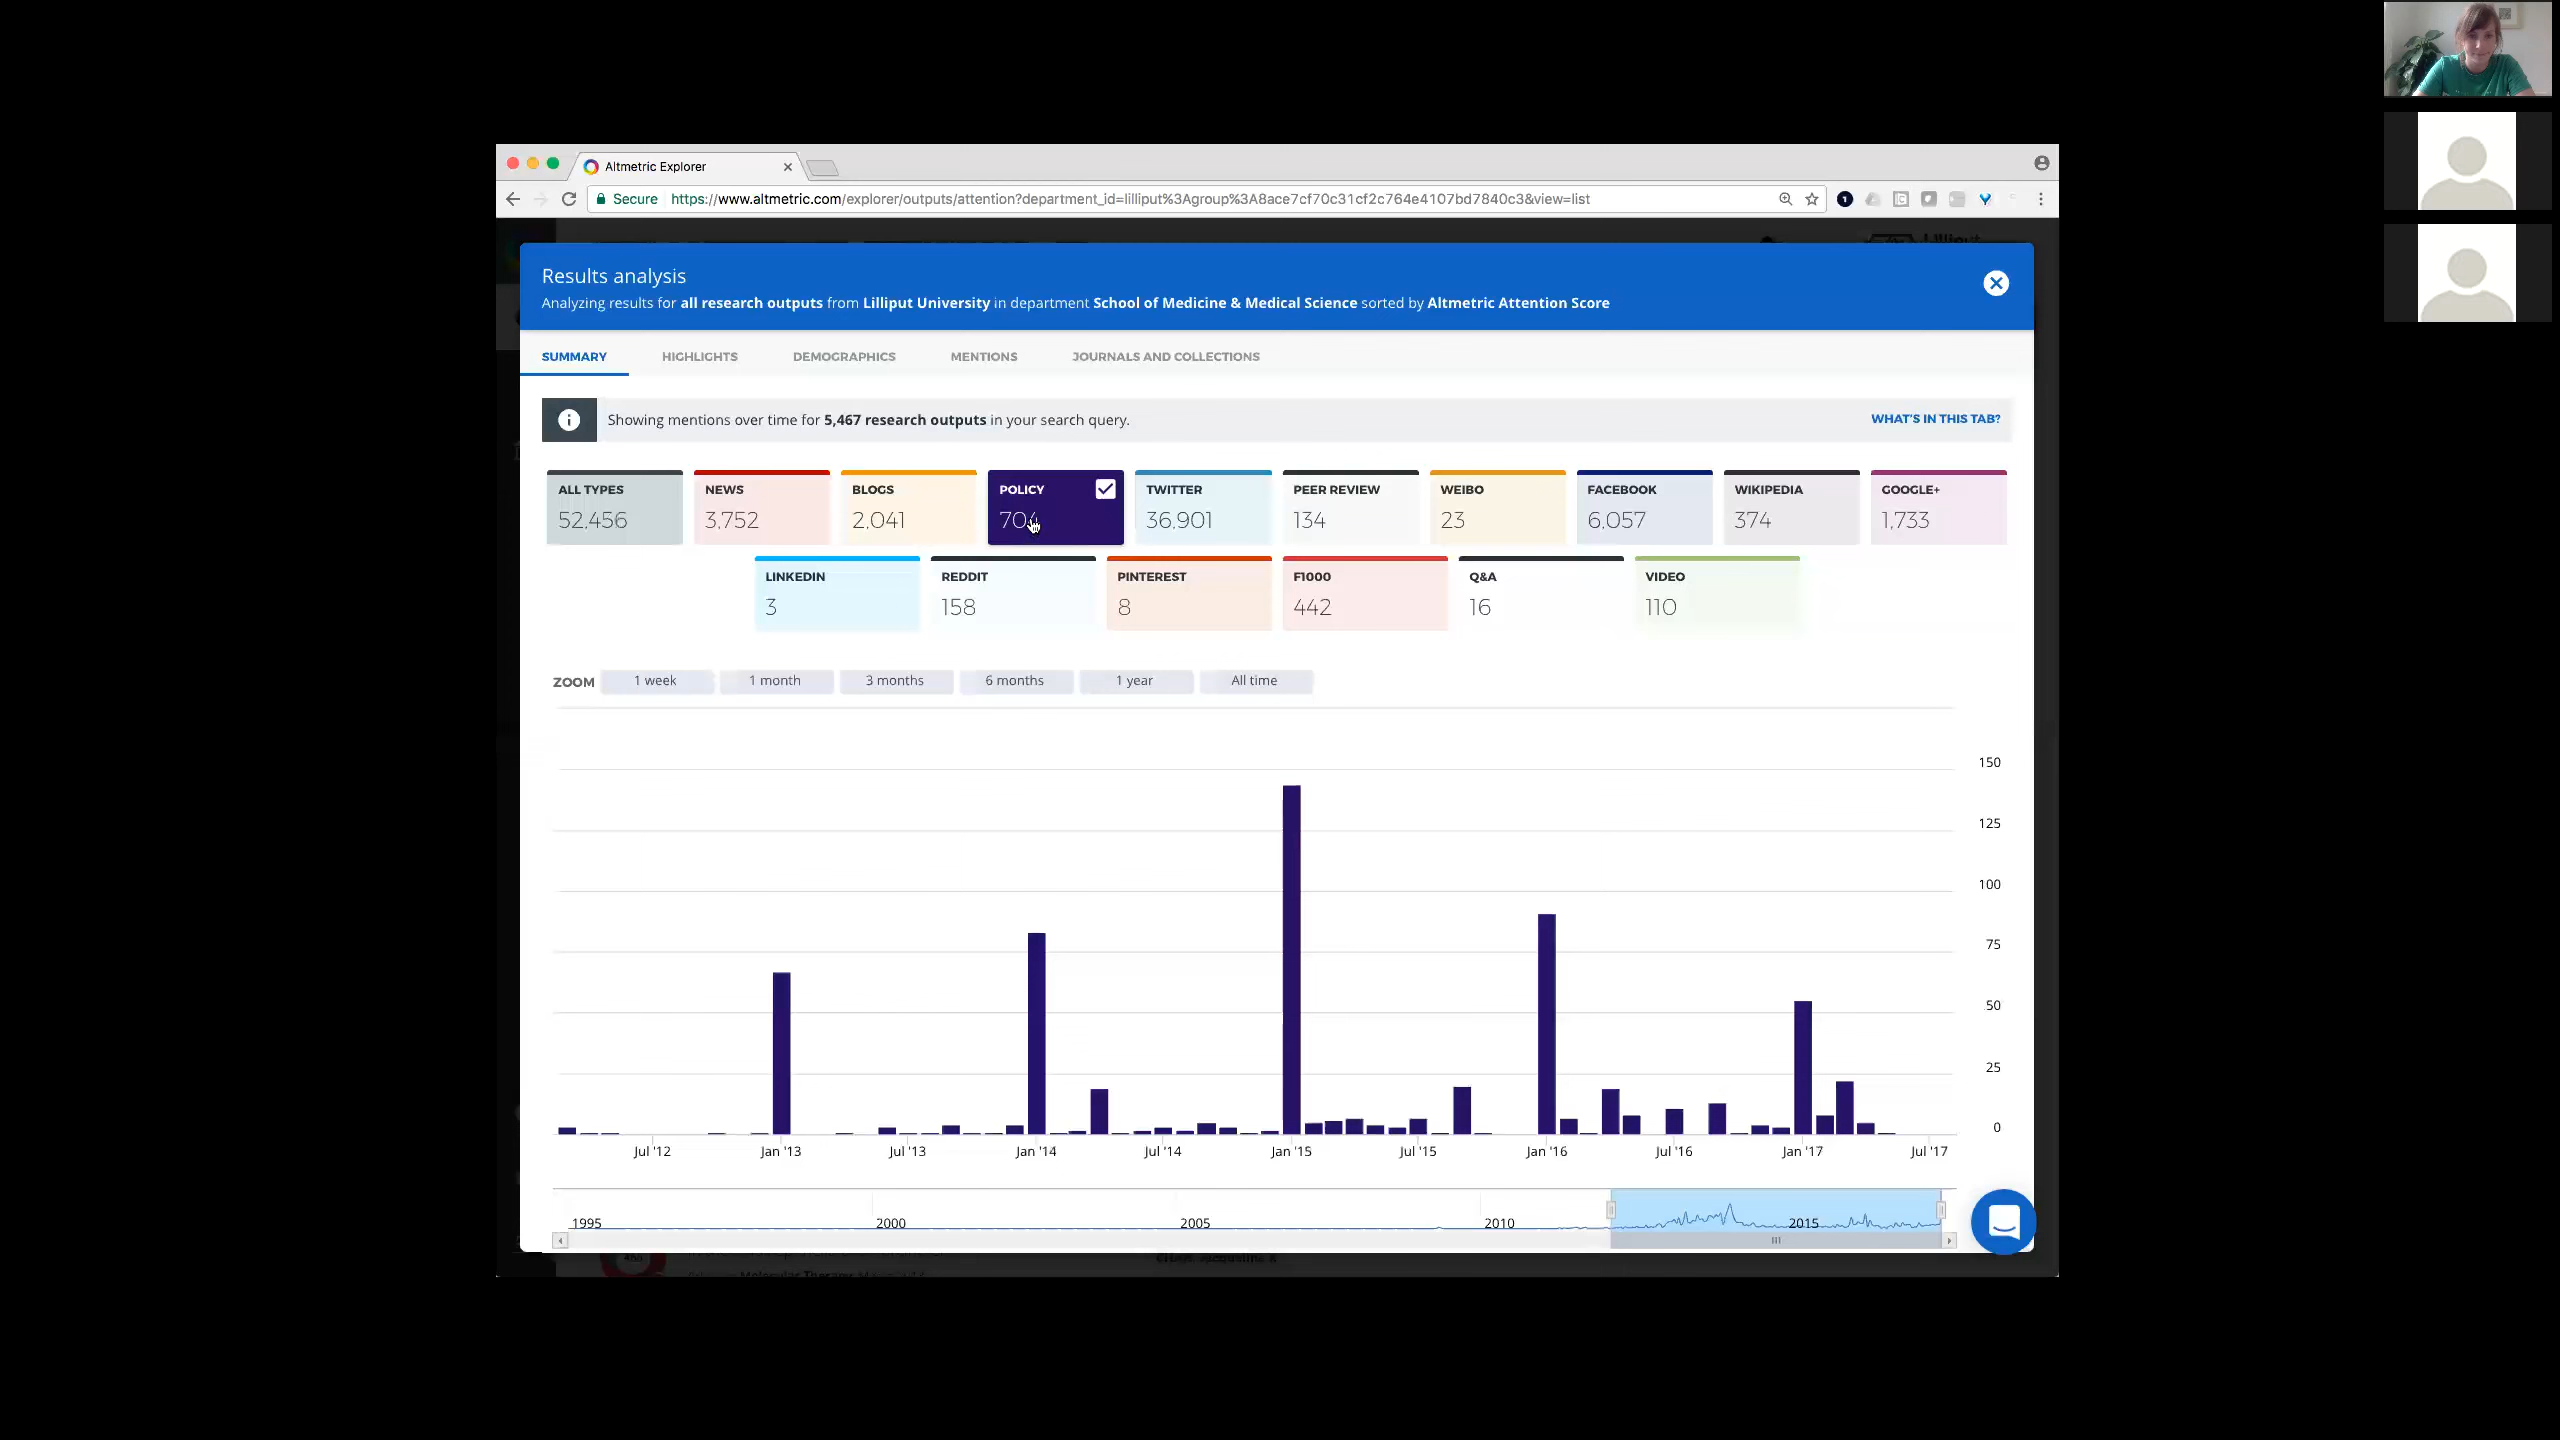 Altmetric Explorer
Secure https://www.altmetric.com/explorer/outputs/attention?department_id=lilliput%3Agroup%3A8ace7cf70c31cf2c764e4107bd7840c3&view=list
Results analysis
Analyzing results for all research outputs from Lilliput University in department School of Medicine & Medical Science sorted by Altmetric Attention Score
SUMMARY HIGHLIGHTS DEMOGRAPHICS MENTIONS JOURNALS AND COLLECTIONS
Showing mentions over time for 5,467 research outputs in your search query. WHAT'S IN THIS TAB?
ALL TYPES NEWS BLOGS POLICY TWITTER PEER REVIEW WEIBO FACEBOOK WIKIPEDIA GOOGLE+
52,456 3,752 2,041 704 36,901 134 23 6,057 374 1,733
LINKEDIN REDDIT PINTEREST F1000 Q&A VIDEO
3 158 8 442 16 110
ZOOM 1 week 1 month 3 months 6 months 1 year All time
150
125
100
75
50
25
0
Jul '12 Jan '13 Jul '13 Jan '14 Jul '14 Jan '15 Jul '15 Jan '16 Jul '16 Jan '17 Jul '17
1995 2000 2005 2010 2015